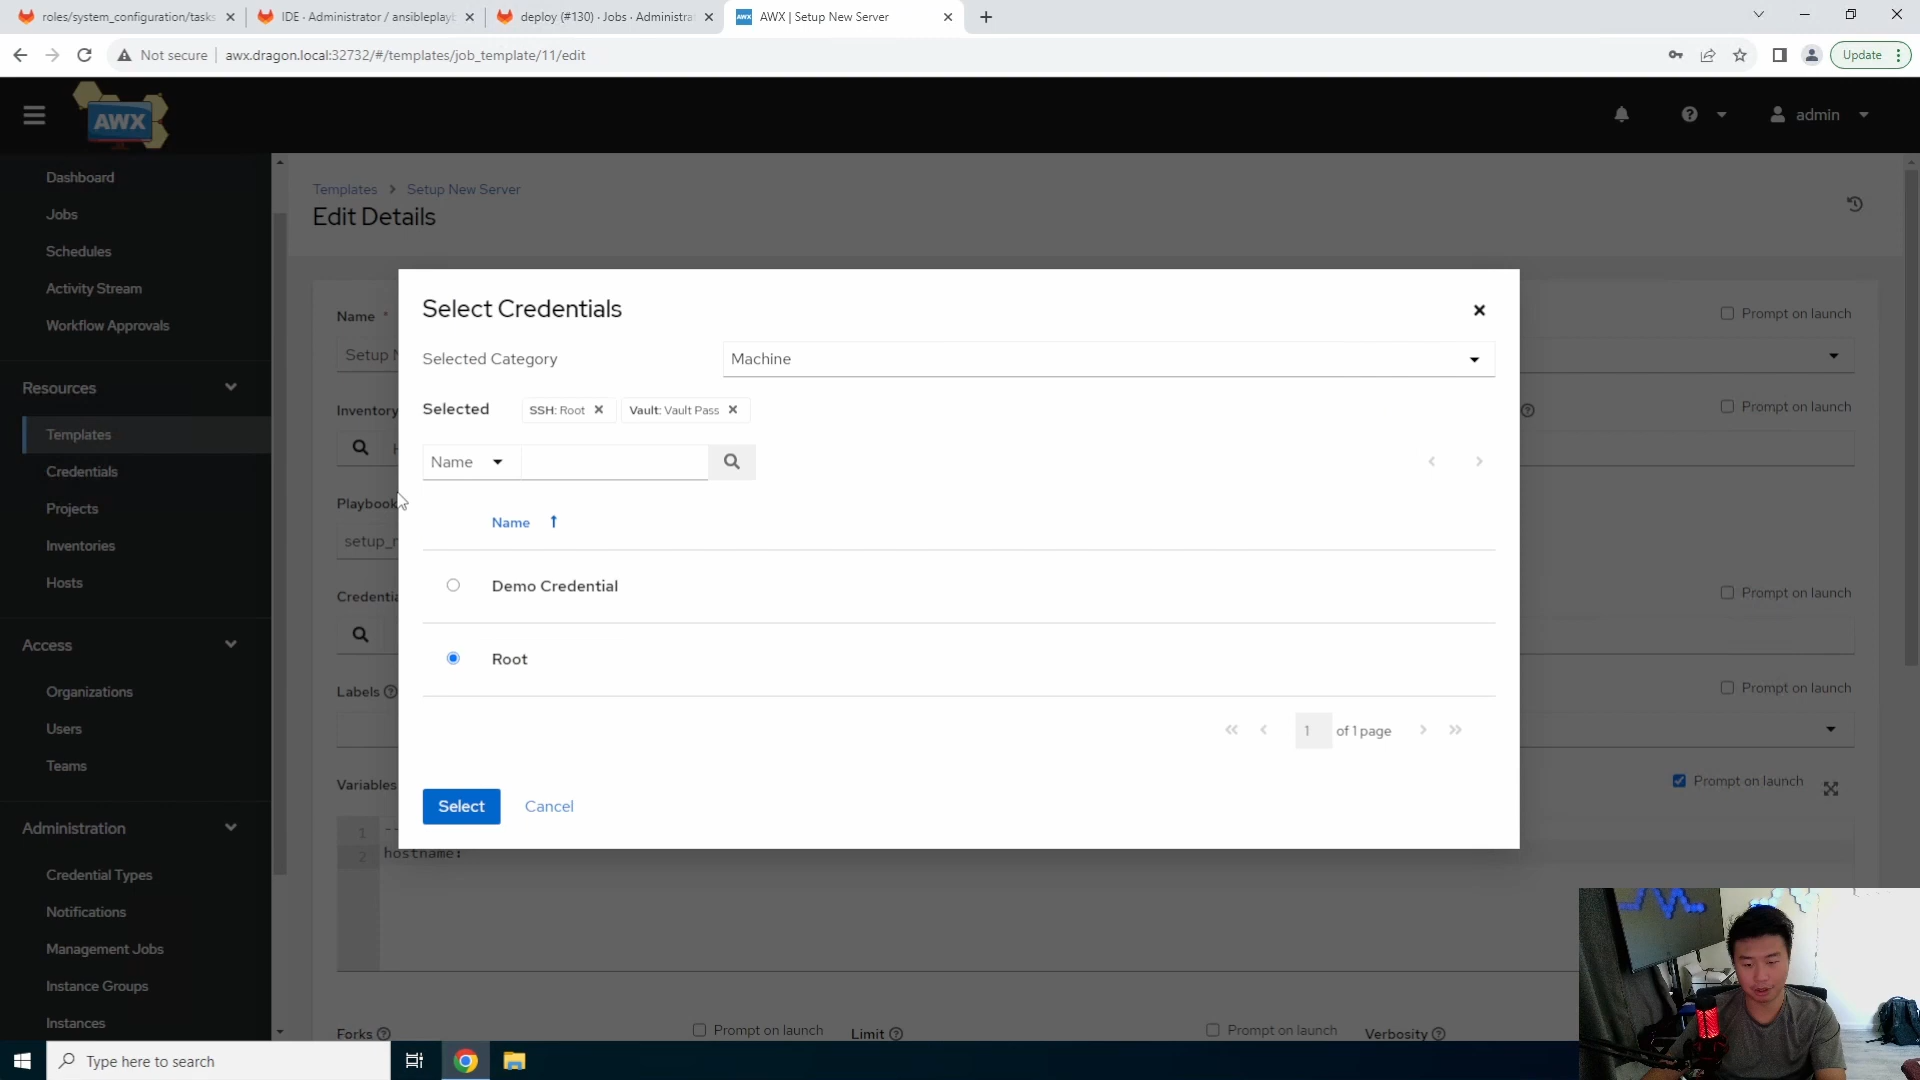 roles/system_configuration/tasks
IDE · Administrator / ansibleplayb
deploy (#130) · Jobs · Administra
AWX | Setup New Server
Not secure
awx.dragon.local:32732/#/templates/job_template/11/edit
Update
AWX
admin
Dashboard
Jobs
Schedules
Activity Stream
Workflow Approvals
Resources
Templates
Credentials
Projects
Inventories
Hosts
Access
Organizations
Users
Teams
Administration
Credential Types
Notifications
Management Jobs
Instance Groups
Instances
Templates > Setup New Server
Edit Details
Name *
Prompt on launch
Setup N
Inventory
Prompt on launch
Playbook
setup_n
Credentia
Prompt on launch
Labels
Prompt on launch
Variables
Prompt on launch
1
2 hostname:
Forks
Prompt on launch
Limit
Prompt on launch
Verbosity
Select Credentials
Selected Category
Machine
Selected
SSH: Root
Vault: Vault Pass
Name
Name
Demo Credential
Root
1 of 1 page
Select
Cancel
Type here to search